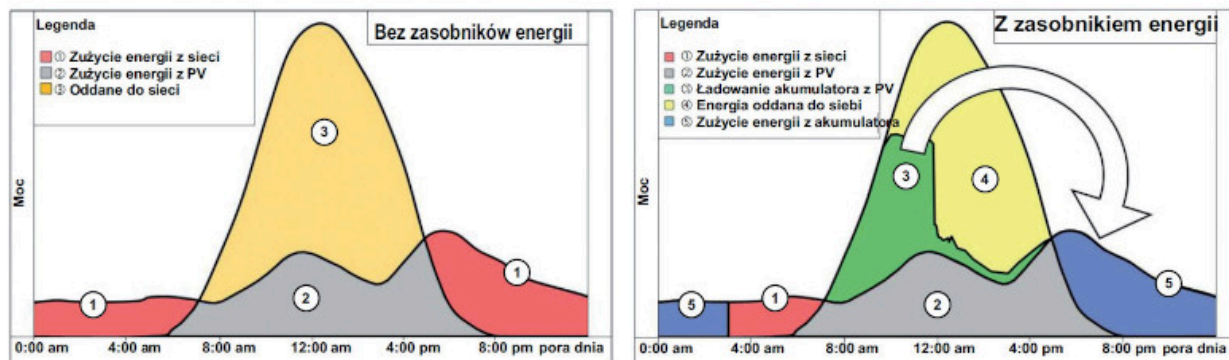 Legenda
① Zużycie energii z sieci
② Zużycie energii z PV
③ Oddane do sieci
Bez zasobników energii
Moc
3
1
2
1
0:00 am 4:00 am 8:00 am 12:00 am 4:00 pm 8:00 pm pora dnia
Legenda
① Zużycie energii z sieci
② Zużycie energii z PV
③ Ładowanie akumulatora z PV
④ Energia oddana do siebi
⑤ Zużycie energii z akumulatora
Z zasobnikiem energii
Moc
3
4
5
1
2
5
0:00 am 4:00 am 8:00 am 12:00 am 4:00 pm 8:00 pm pora dnia